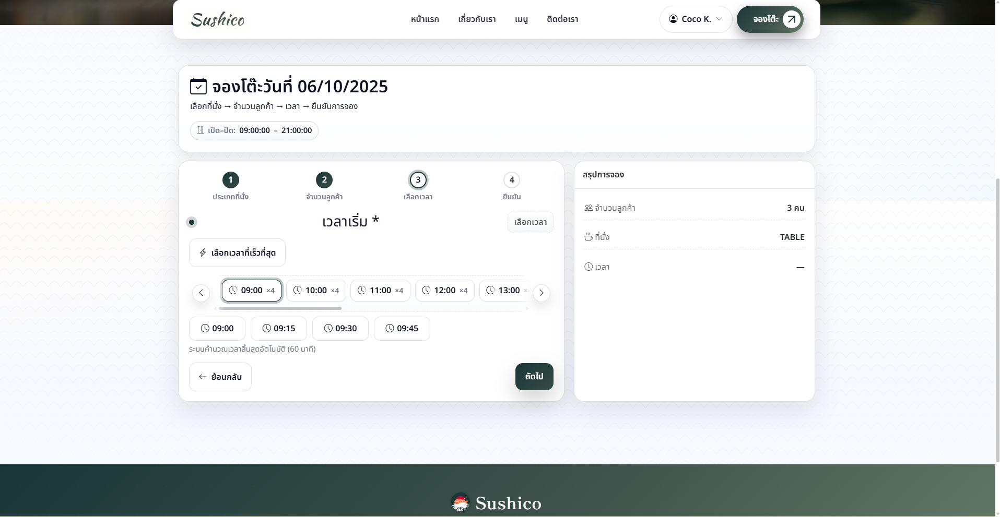 Sushico
หน้าแรก
เกี่ยวกับเรา
เมนู
ติดต่อเรา
Coco K.
จองโต๊ะ
จองโต๊ะวันที่ 06/10/2025
เลือกที่นั่ง → จำนวนลูกค้า → เวลา → ยืนยันการจอง
เปิด–ปิด: 09:00:00 – 21:00:00
1
2
3
4
ประเภทที่นั่ง
จำนวนลูกค้า
เลือกเวลา
ยืนยัน
เวลาเริ่ม *
เลือกเวลา
เลือกเวลาที่เร็วที่สุด
09:00 ×4
10:00 ×4
11:00 ×4
12:00 ×4
13:00
09:00
09:15
09:30
09:45
ระบบคำนวณเวลาสิ้นสุดอัตโนมัติ (60 นาที)
ย้อนกลับ
ถัดไป
สรุปการจอง
จำนวนลูกค้า
3 คน
ที่นั่ง
TABLE
เวลา
—
Sushico